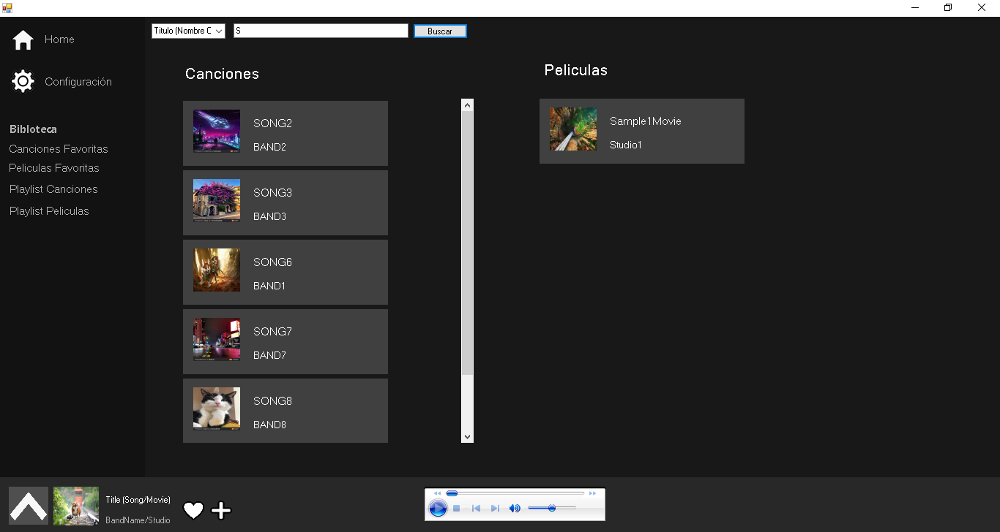 Titulo (Nombre C
S
Buscar
Home
Configuración
Bibloteca
Canciones Favoritas
Peliculas Favoritas
Playlist Canciones
Playlist Peliculas
Canciones
SONG2
BAND2
SONG3
BAND3
SONG6
BAND1
SONG7
BAND7
SONG8
BAND8
Peliculas
Sample1Movie
Studio1
Title (Song/Movie)
BandName/Studio